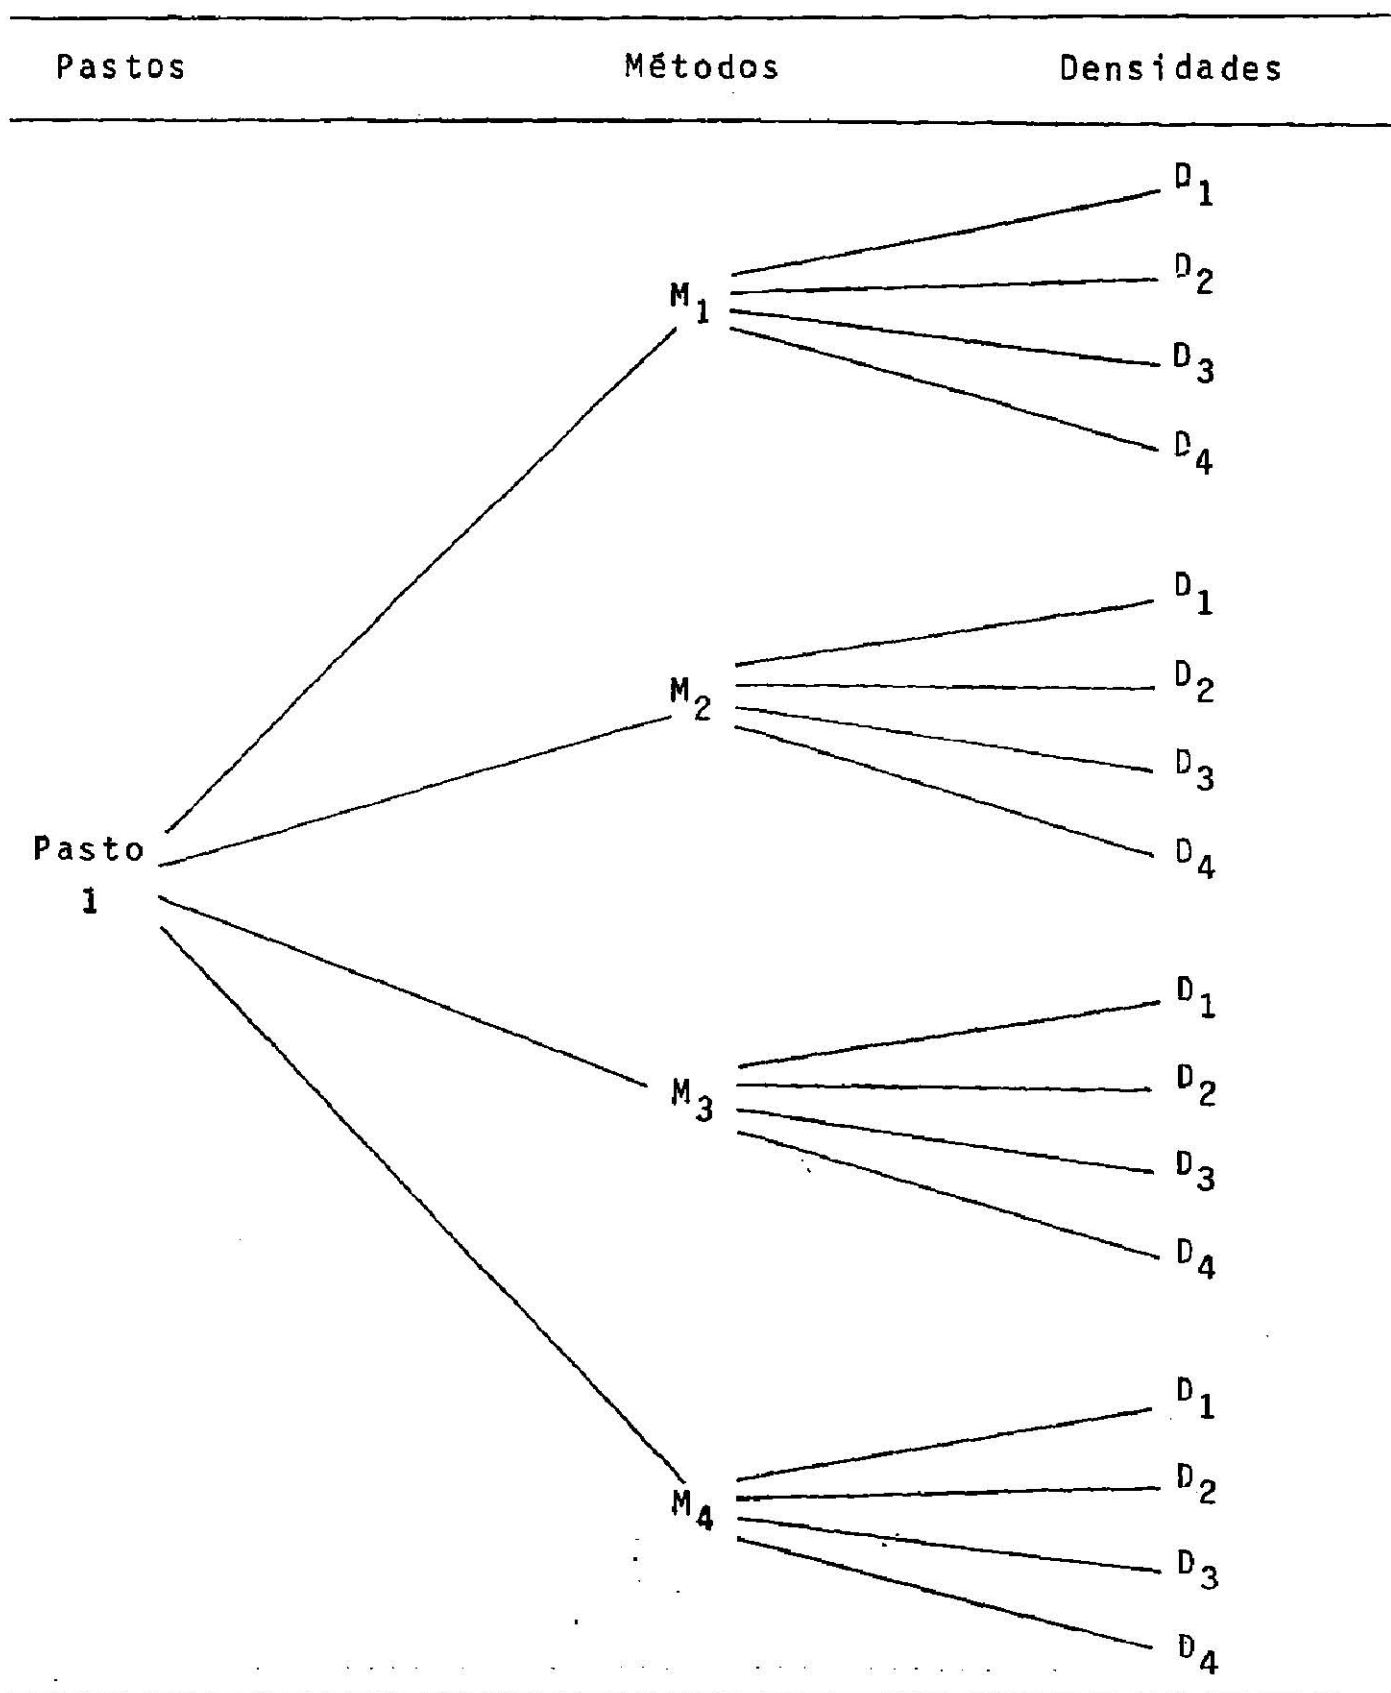 Pastos Métodos Densidades
D1
D2
M1
D3
D4
D1
D2
M2
D3
D4
Pasto
1
D1
D2
M3
D3
D4
D1
D2
M4
D3
D4